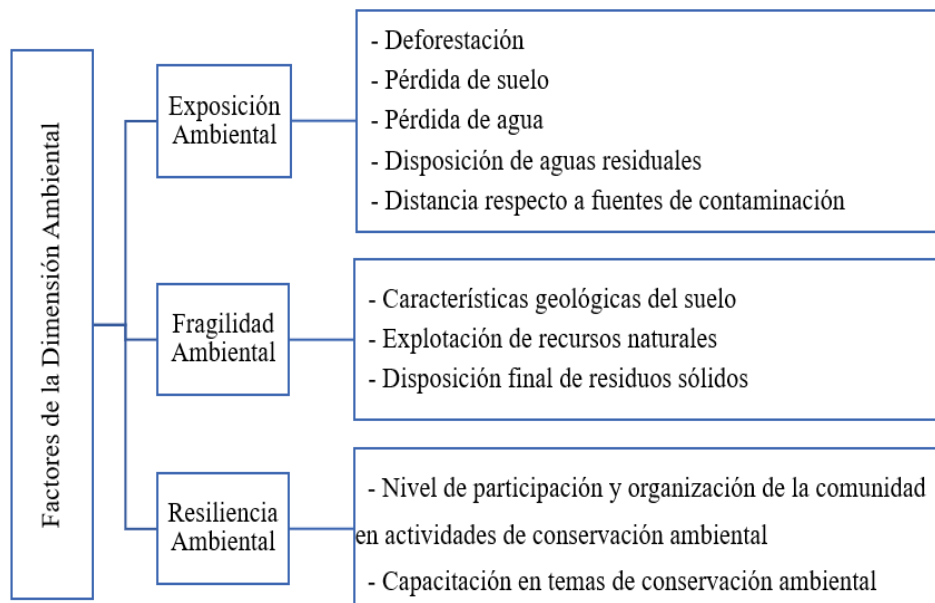 Factores de la Dimensión Ambiental
Exposición
Ambiental
- Deforestación
- Pérdida de suelo
- Pérdida de agua
- Disposición de aguas residuales
- Distancia respecto a fuentes de contaminación
Fragilidad
Ambiental
- Características geológicas del suelo
- Explotación de recursos naturales
- Disposición final de residuos sólidos
Resiliencia
Ambiental
- Nivel de participación y organización de la comunidad
en actividades de conservación ambiental
- Capacitación en temas de conservación ambiental